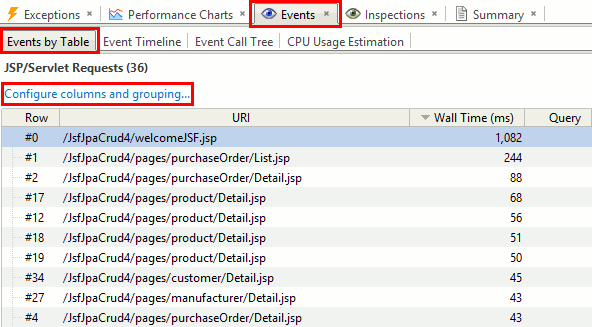 Exceptions × Performance Charts × Events × Inspections × Summary ×
Events by Table Event Timeline Event Call Tree CPU Usage Estimation
JSP/Servlet Requests (36)
Configure columns and grouping...
Row URI Wall Time (ms) Query
#0 /JsfJpaCrud4/welcomeJSF.jsp 1,082
#1 /JsfJpaCrud4/pages/purchaseOrder/List.jsp 244
#2 /JsfJpaCrud4/pages/purchaseOrder/Detail.jsp 88
#17 /JsfJpaCrud4/pages/product/Detail.jsp 68
#12 /JsfJpaCrud4/pages/product/Detail.jsp 56
#18 /JsfJpaCrud4/pages/product/Detail.jsp 51
#19 /JsfJpaCrud4/pages/product/Detail.jsp 50
#34 /JsfJpaCrud4/pages/customer/Detail.jsp 45
#27 /JsfJpaCrud4/pages/manufacturer/Detail.jsp 43
#4 /JsfJpaCrud4/pages/purchaseOrder/Detail.jsp 43